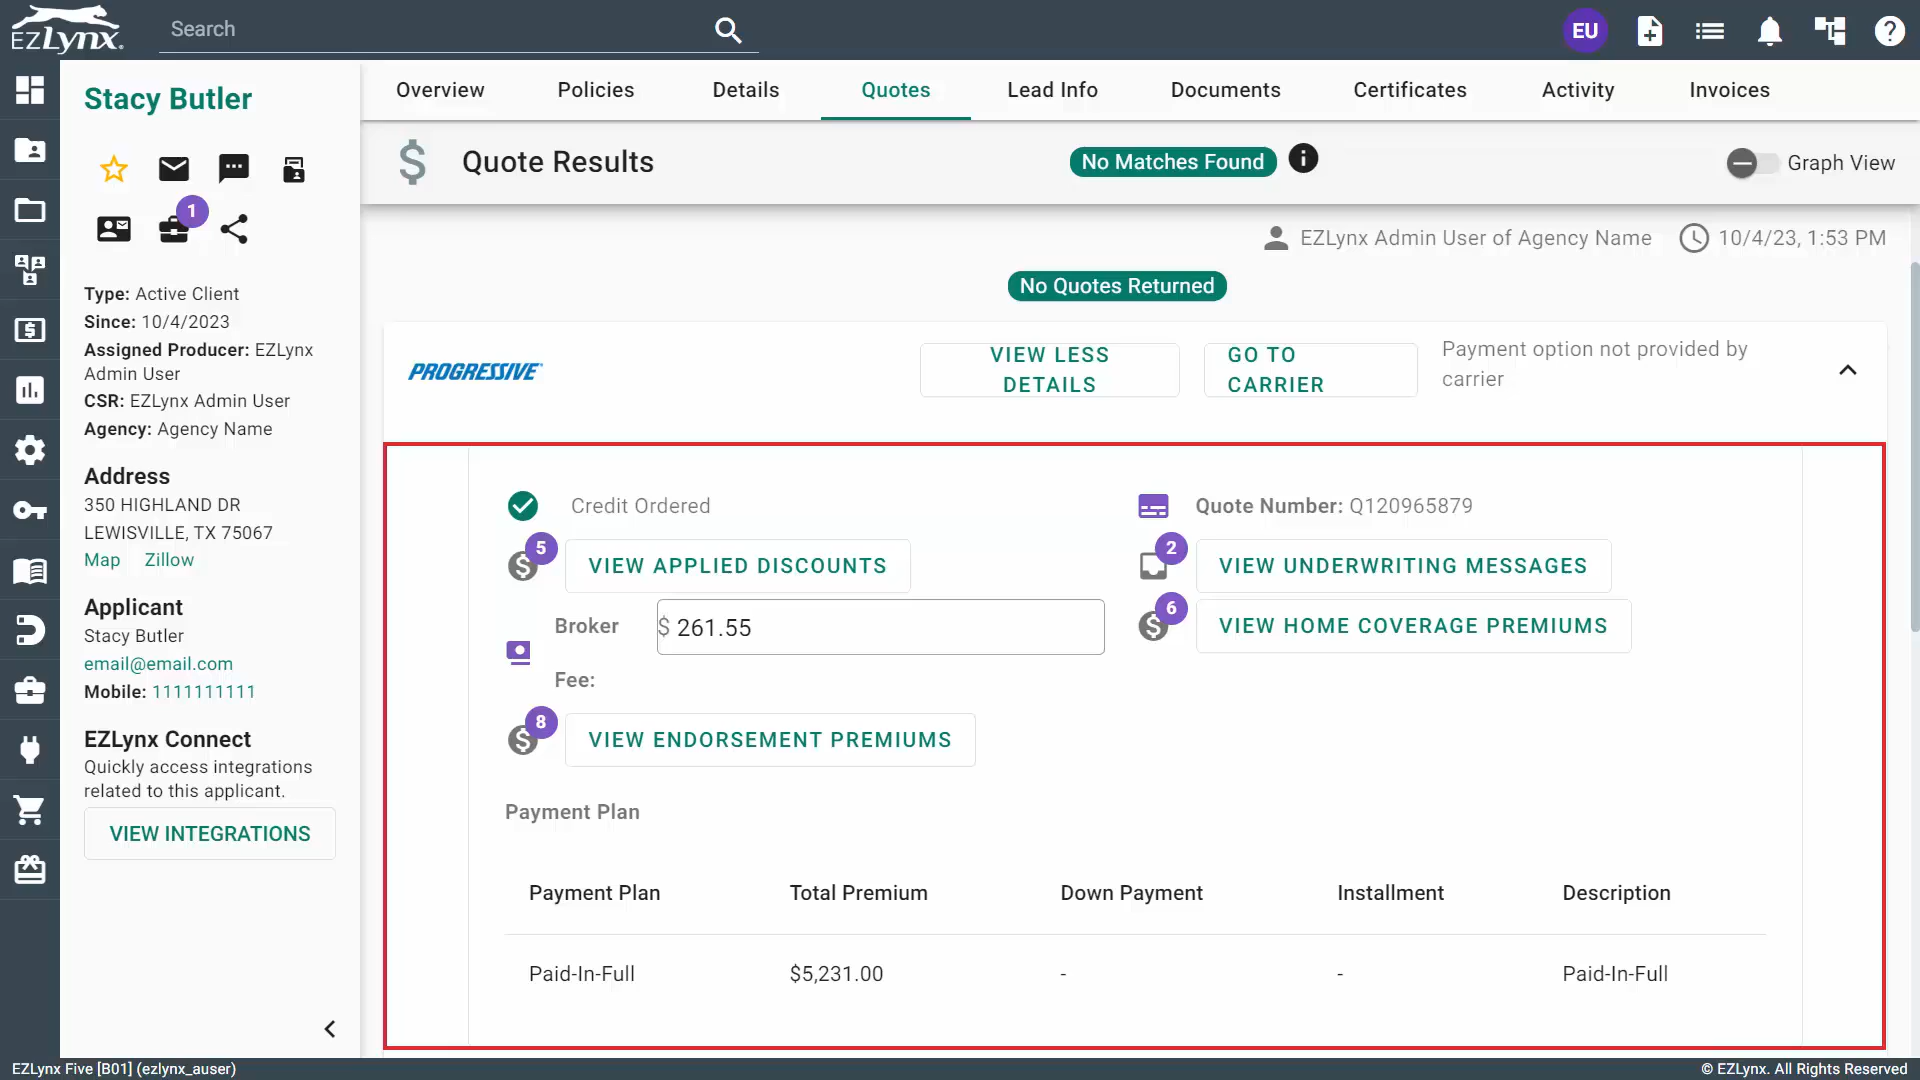 EZLynx
Search
EU
Stacy Butler
1
Type: Active Client
Since: 10/4/2023
Assigned Producer: EZLynx
Admin User
CSR: EZLynx Admin User
Agency: Agency Name
Address
350 HIGHLAND DR
LEWISVILLE, TX 75067
Map Zillow
Applicant
Stacy Butler
email@email.com
Mobile: 1111111111
EZLynx Connect
Quickly access integrations
related to this applicant.
VIEW INTEGRATIONS
Overview Policies Details Quotes Lead Info Documents Certificates Activity Invoices
Quote Results
No Matches Found
Graph View
EZLynx Admin User of Agency Name 10/4/23, 1:53 PM
No Quotes Returned
PROGRESSIVE
VIEW LESS
DETAILS
GO TO
CARRIER
Payment option not provided by
carrier
Credit Ordered
Quote Number: Q120965879
5
VIEW APPLIED DISCOUNTS
2
VIEW UNDERWRITING MESSAGES
Broker
Fee:
$ 261.55
6
VIEW HOME COVERAGE PREMIUMS
8
VIEW ENDORSEMENT PREMIUMS
Payment Plan
Payment Plan Total Premium Down Payment Installment Description
Paid-In-Full $5,231.00 - - Paid-In-Full
EZLynx Five [B01] (ezlynx_auser)
© EZLynx. All Rights Reserved